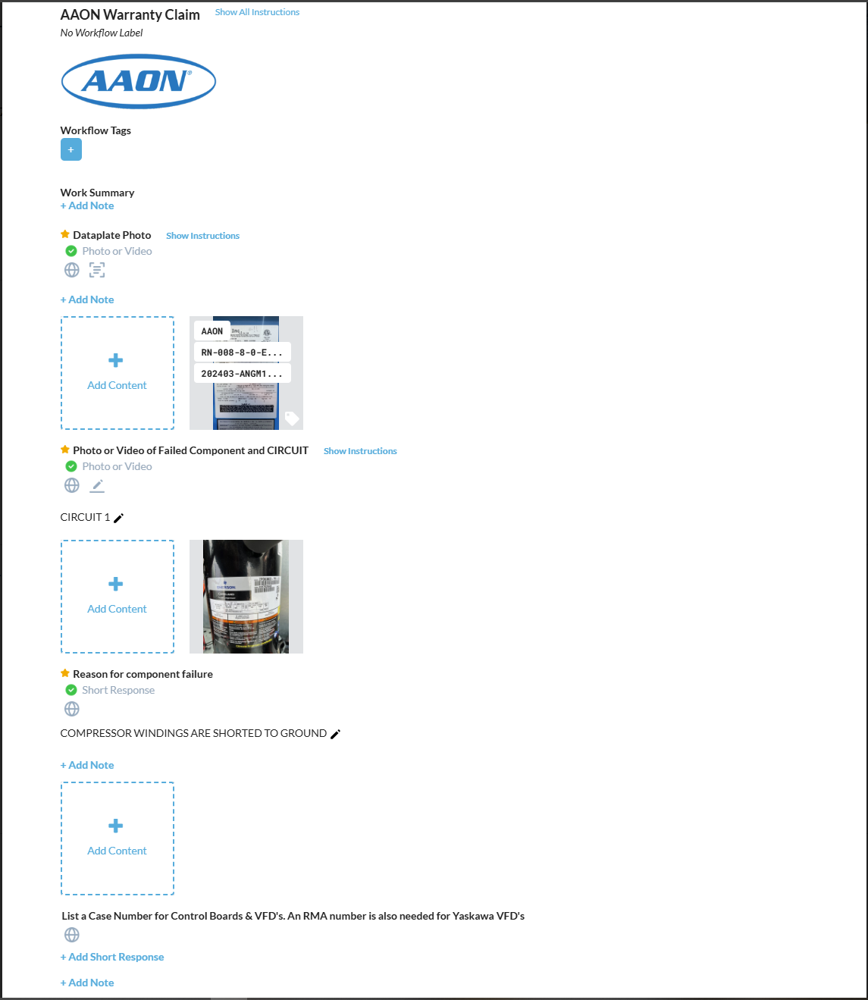 AAON Warranty Claim
Show All Instructions
No Workflow Label
AAON®
Workflow Tags
+
Work Summary
+ Add Note
Dataplate Photo
Show Instructions
Photo or Video
+ Add Note
Add Content
Inc
AAON
RN-008-8-0-E...
202403-ANGM1...
Photo or Video of Failed Component and CIRCUIT
Show Instructions
Photo or Video
CIRCUIT 1
Add Content
EMERSON
Reason for component failure
Short Response
COMPRESSOR WINDINGS ARE SHORTED TO GROUND
+ Add Note
Add Content
List a Case Number for Control Boards & VFD's. An RMA number is also needed for Yaskawa VFD's
+ Add Short Response
+ Add Note